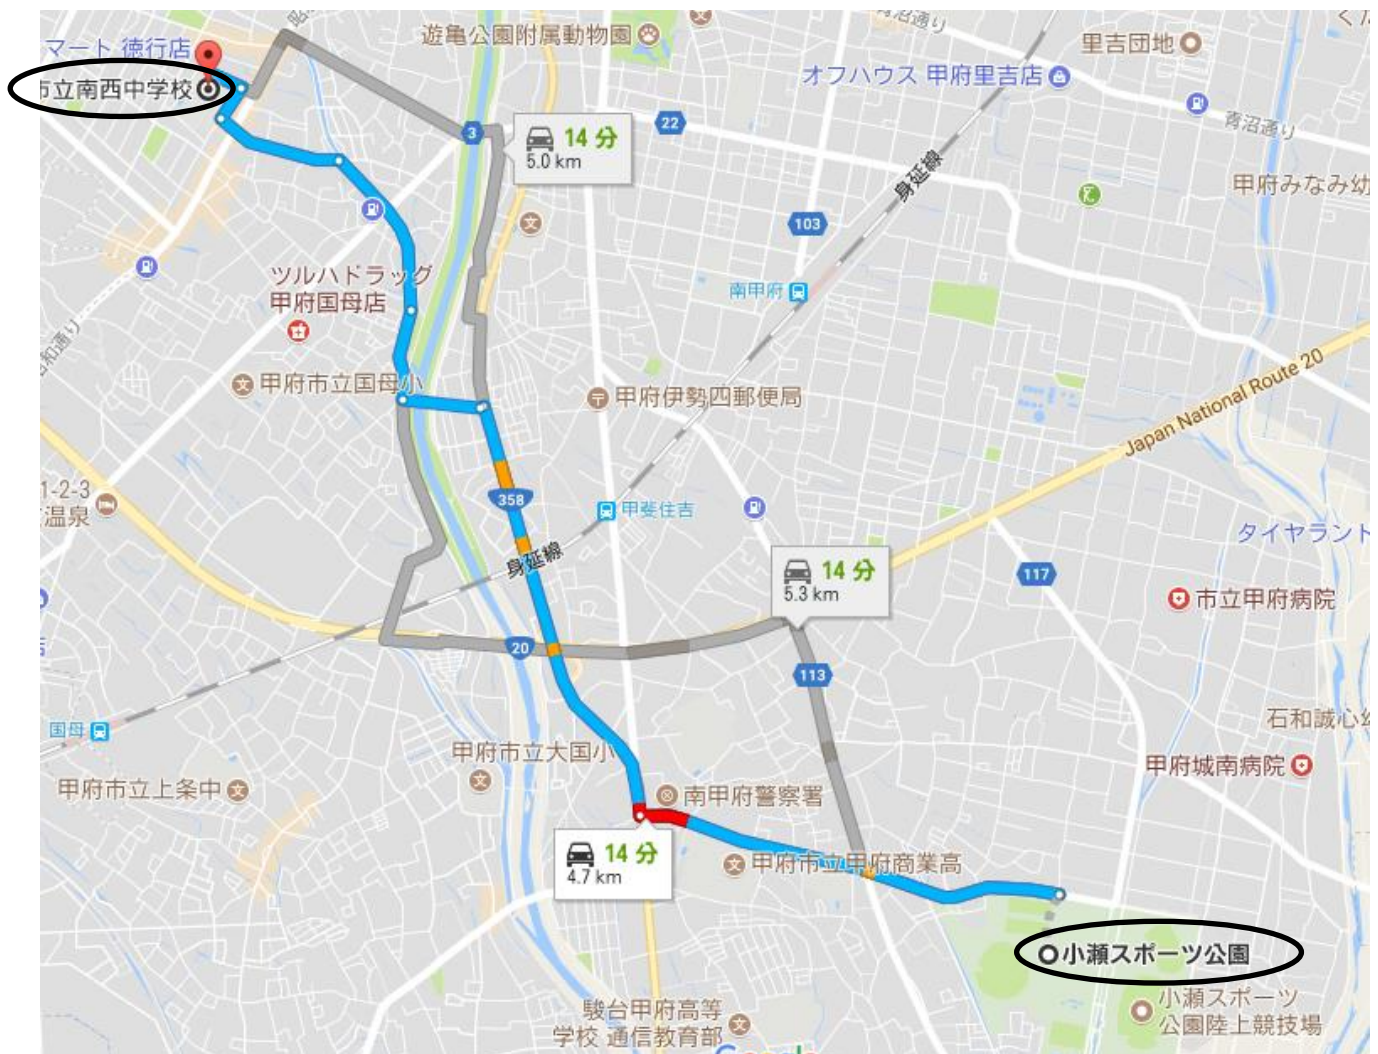 遊亀公園附属動物園
里吉団地
マート 徳行店
オフハウス 甲府里吉店
市立南西中学校
青沼通り
22
3
14 分
5.0 km
身延線
甲府みなみ幼
103
ツルハドラッグ
甲府国母店
南甲府
甲府市立国母小
甲府伊勢四郵便局
Japan National Route 20
1-2-3
温泉
358
甲斐住吉
タイヤランド
身延線
14 分
5.3 km
117
市立甲府病院
20
113
国母
石和誠心幼
甲府市立大国小
甲府城南病院
甲府市立上条中
南甲府警察署
14 分
4.7 km
甲府市立甲府商業高
小瀬スポーツ公園
駿台甲府高等
学校 通信教育部
小瀬スポーツ
公園陸上競技場